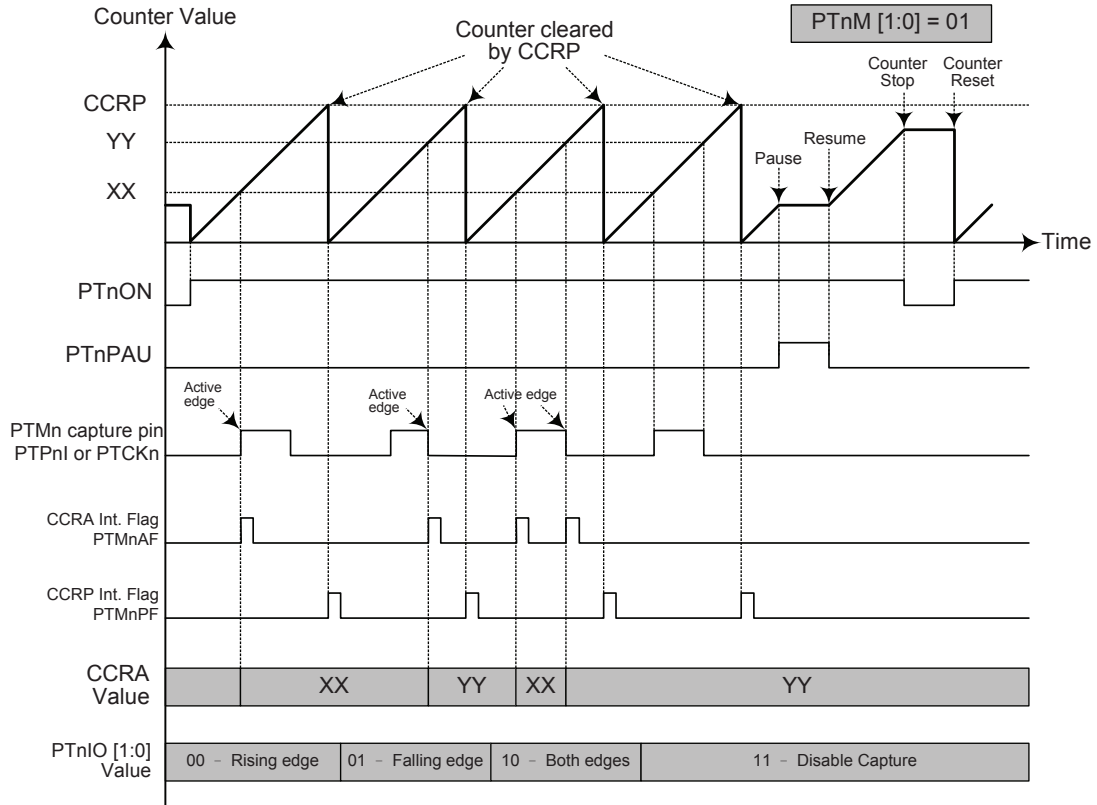 Counter Value
Counter cleared
by CCRP
PTnM [1:0] = 01
Counter
Stop
Counter
Reset
CCRP
YY
XX
Pause
Resume
Time
PTnON
PTnPAU
Active
edge
Active
edge
Active edge
PTMn capture pin
PTPnI or PTCKn
CCRA Int. Flag
PTMnAF
CCRP Int. Flag
PTMnPF
CCRA
Value
XX
YY
XX
YY
PTnIO [1:0]
Value
00 - Rising edge
01 - Falling edge
10 - Both edges
11 - Disable Capture